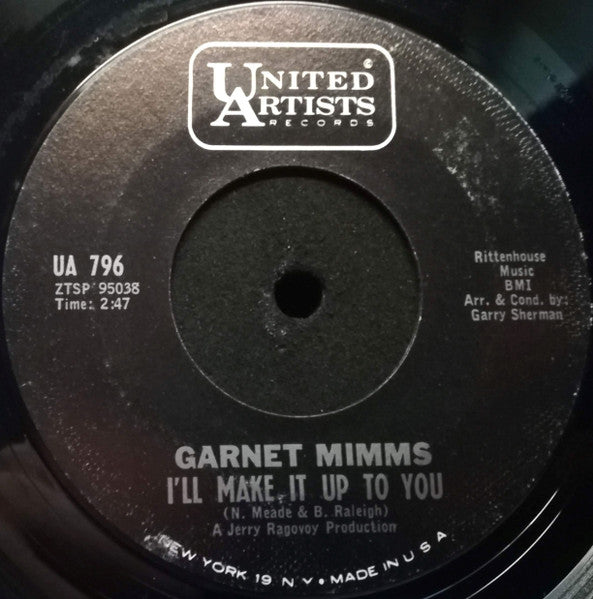 UNITED
ARTISTS
RECORDS
UA 796
ZTSP 95038
Time: 2:47
Rittenhouse
Music
BMI
Arr. & Cond. by:
Garry Sherman
GARNET MIMMS
I'LL MAKE IT UP TO YOU
(N. Meade & B. Raleigh)
A Jerry Ragovoy Production
NEW YORK 19 N Y • MADE IN U S A